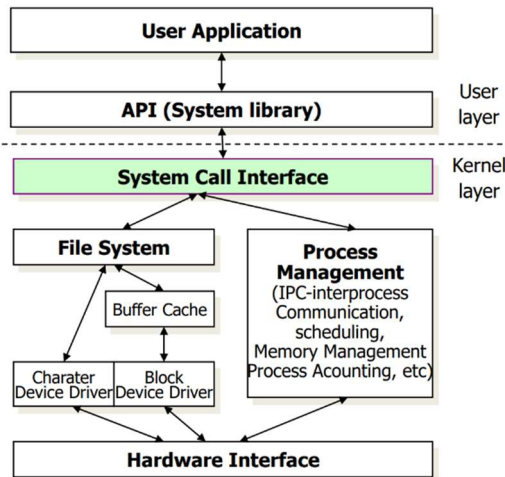 User Application
API (System library)
User
layer
System Call Interface
Kernel
layer
File System
Buffer Cache
Charater
Device Driver
Block
Device Driver
Process
Management
(IPC-interprocess
Communication,
scheduling,
Memory Management
Process Acounting, etc)
Hardware Interface